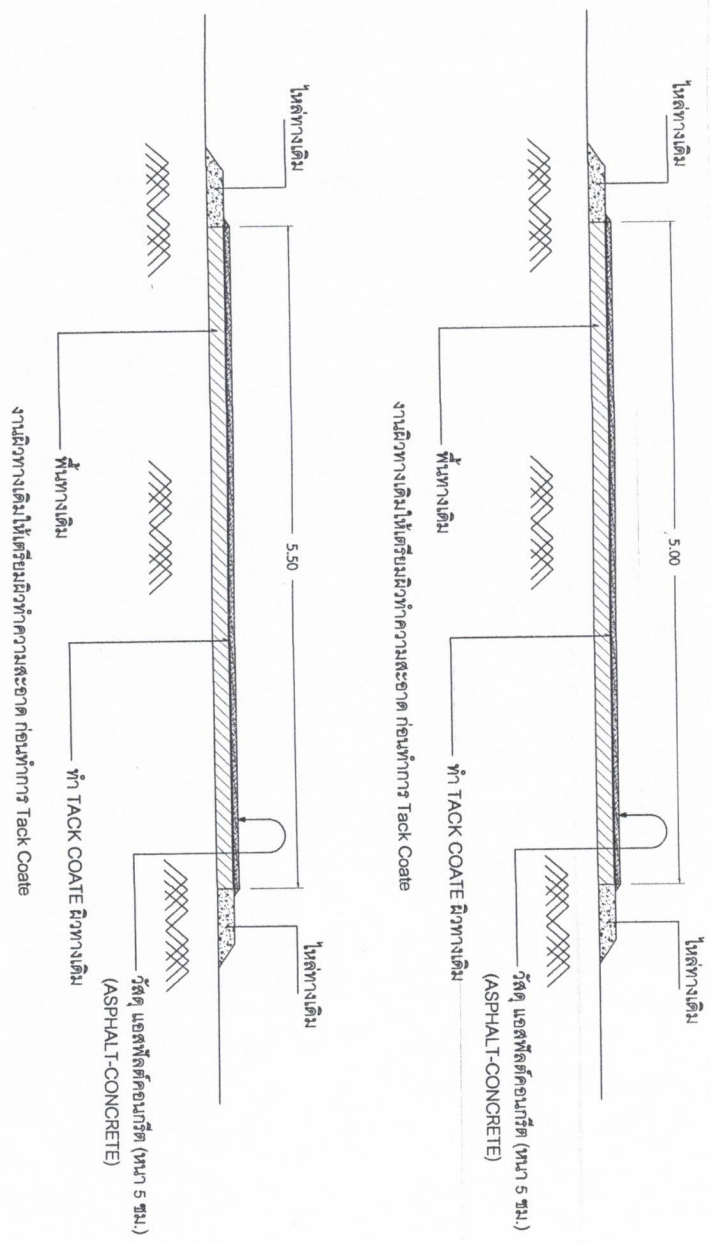 ไหล่ทางเดิม
5.00
ไหล่ทางเดิม
พื้นทางเดิม
ทำ TACK COATE ผิวทางเดิม
วัสดุ แอสฟัลต์คอนกรีต (หนา 5 ซม.)
(ASPHALT-CONCRETE)
งานผิวทางเดิมให้เตรียมผิวทำความสะอาด ก่อนทำการ Tack Coate
ไหล่ทางเดิม
5.50
ไหล่ทางเดิม
พื้นทางเดิม
ทำ TACK COATE ผิวทางเดิม
วัสดุ แอสฟัลต์คอนกรีต (หนา 5 ซม.)
(ASPHALT-CONCRETE)
งานผิวทางเดิมให้เตรียมผิวทำความสะอาด ก่อนทำการ Tack Coate